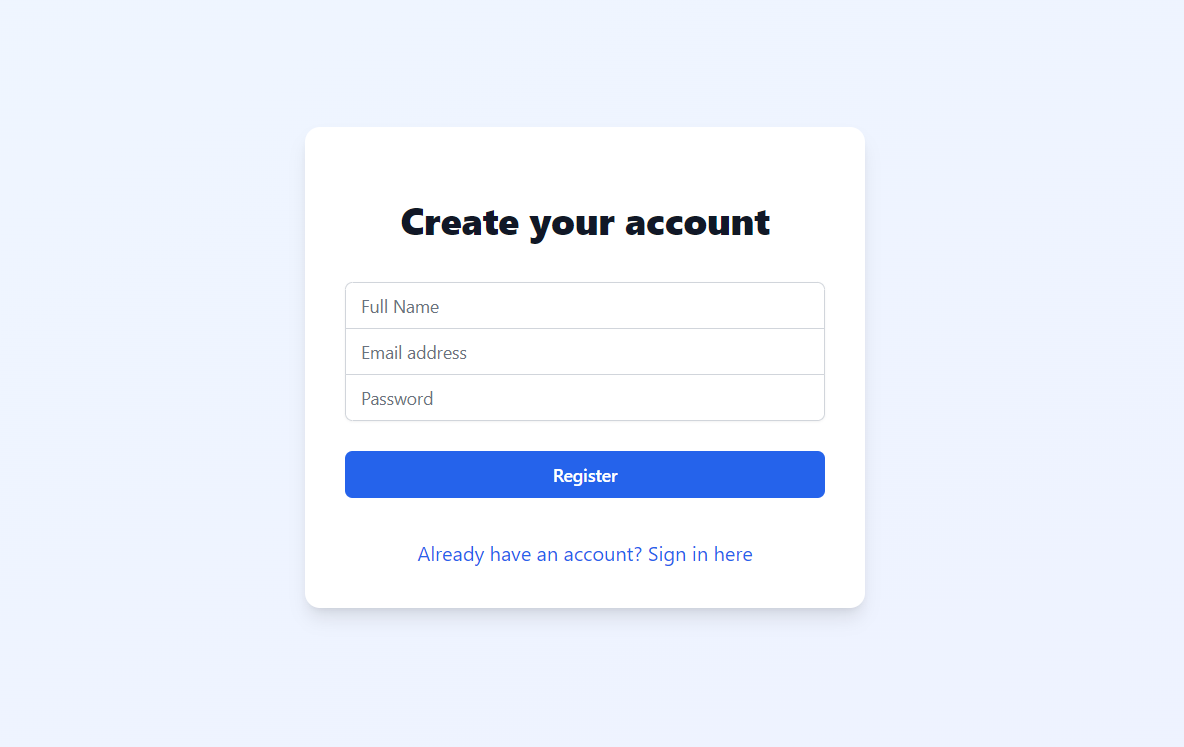 Create your account
Full Name
Email address
Password
Register
Already have an account? Sign in here